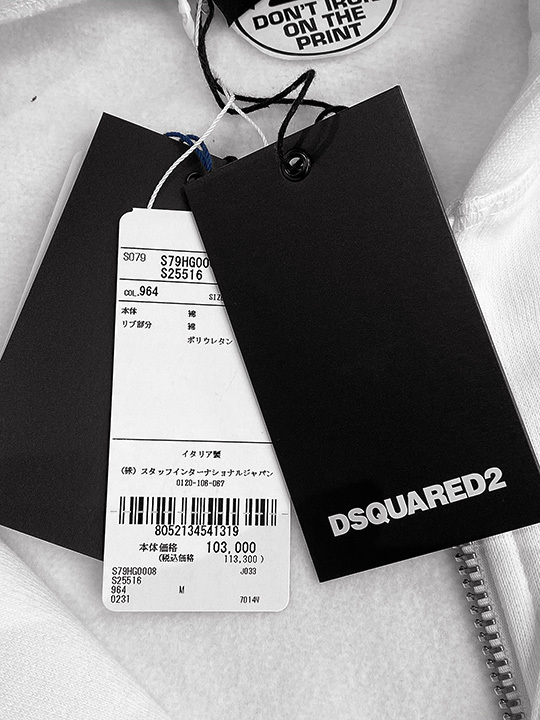 DON'T IRON
ON THE
PRINT
S079 S79HG00
S25516
COL.964 SIZE
本体 綿
リブ部分 綿
ポリウレタン
イタリア製
(株) スタッフインターナショナルジャパン
0120-106-067
8052134541319
本体価格 103,000
(税込価格 113,300)
S79HG0008 J033
S25516
964 M
0231 7014V
DSQUARED2